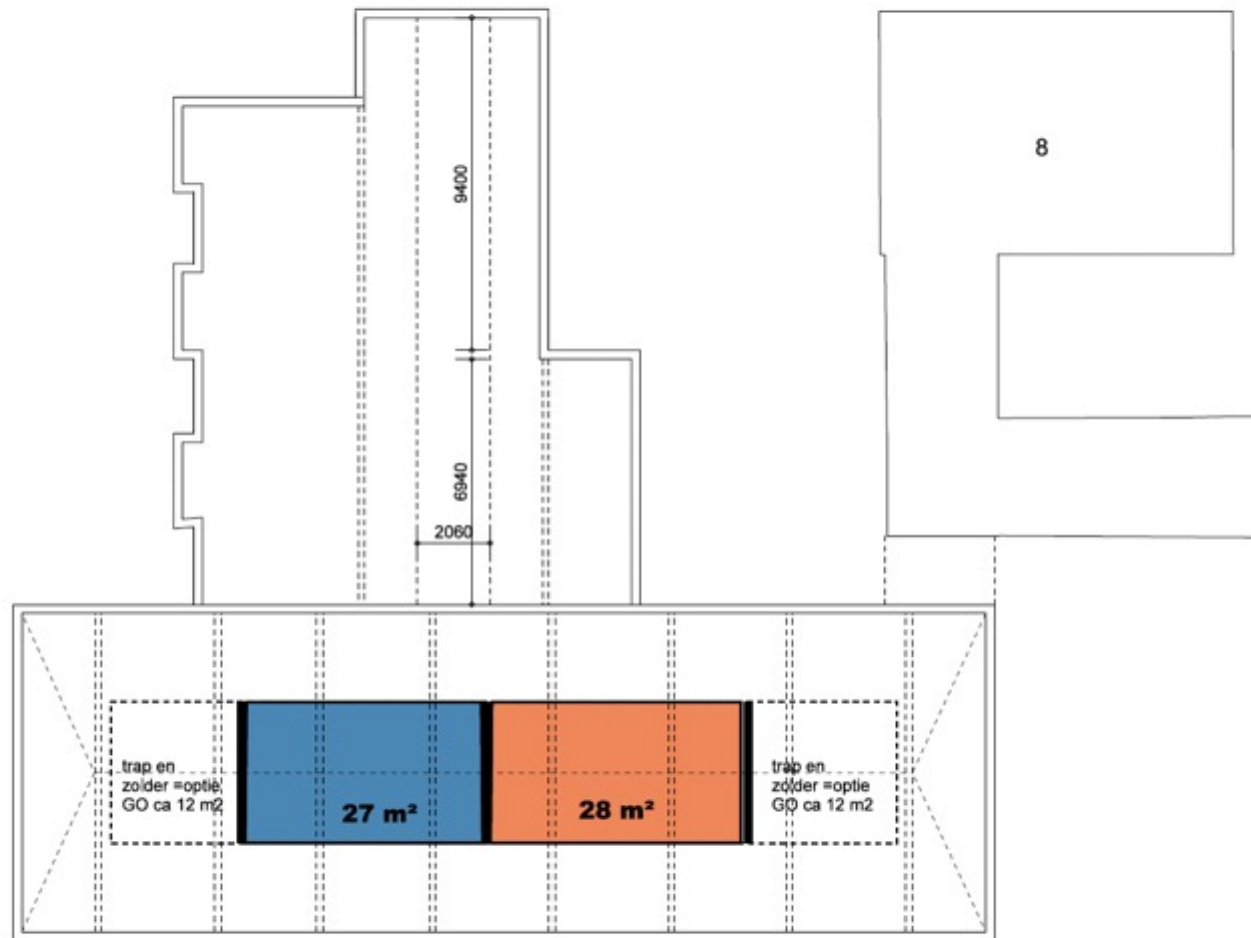 8
9400
6940
2060
trap en
zolder =optie
GO ca 12 m2
27 m²
28 m²
trap en
zolder =optie
GO ca 12 m2